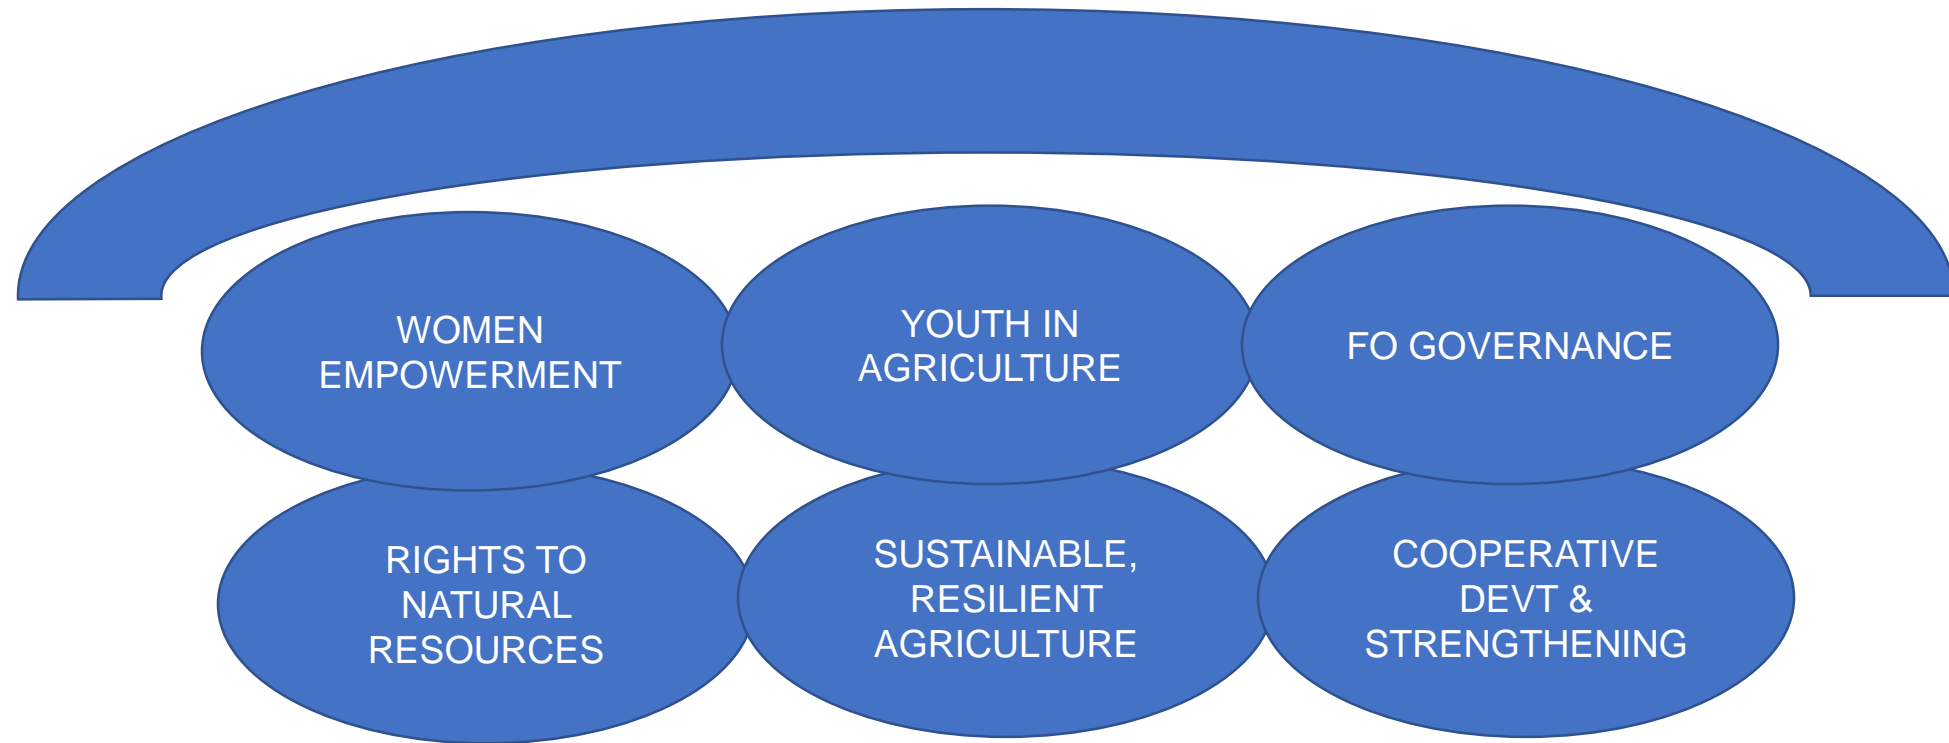 WOMEN
EMPOWERMENT
YOUTH IN
AGRICULTURE
FO GOVERNANCE
RIGHTS TO
NATURAL
RESOURCES
SUSTAINABLE,
RESILIENT
AGRICULTURE
COOPERATIVE
DEVT &
STRENGTHENING